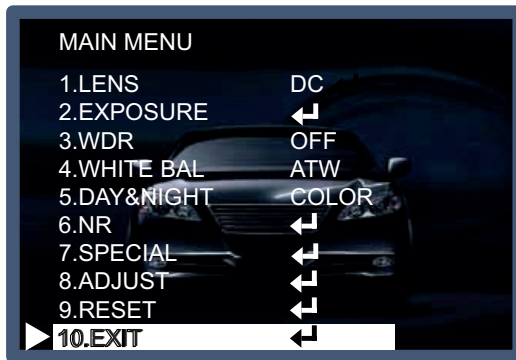 MAIN MENU
1.LENS DC
2.EXPOSURE ↵
3.WDR OFF
4.WHITE BAL ATW
5.DAY&NIGHT COLOR
6.NR ↵
7.SPECIAL ↵
8.ADJUST ↵
9.RESET ↵
10.EXIT ↵